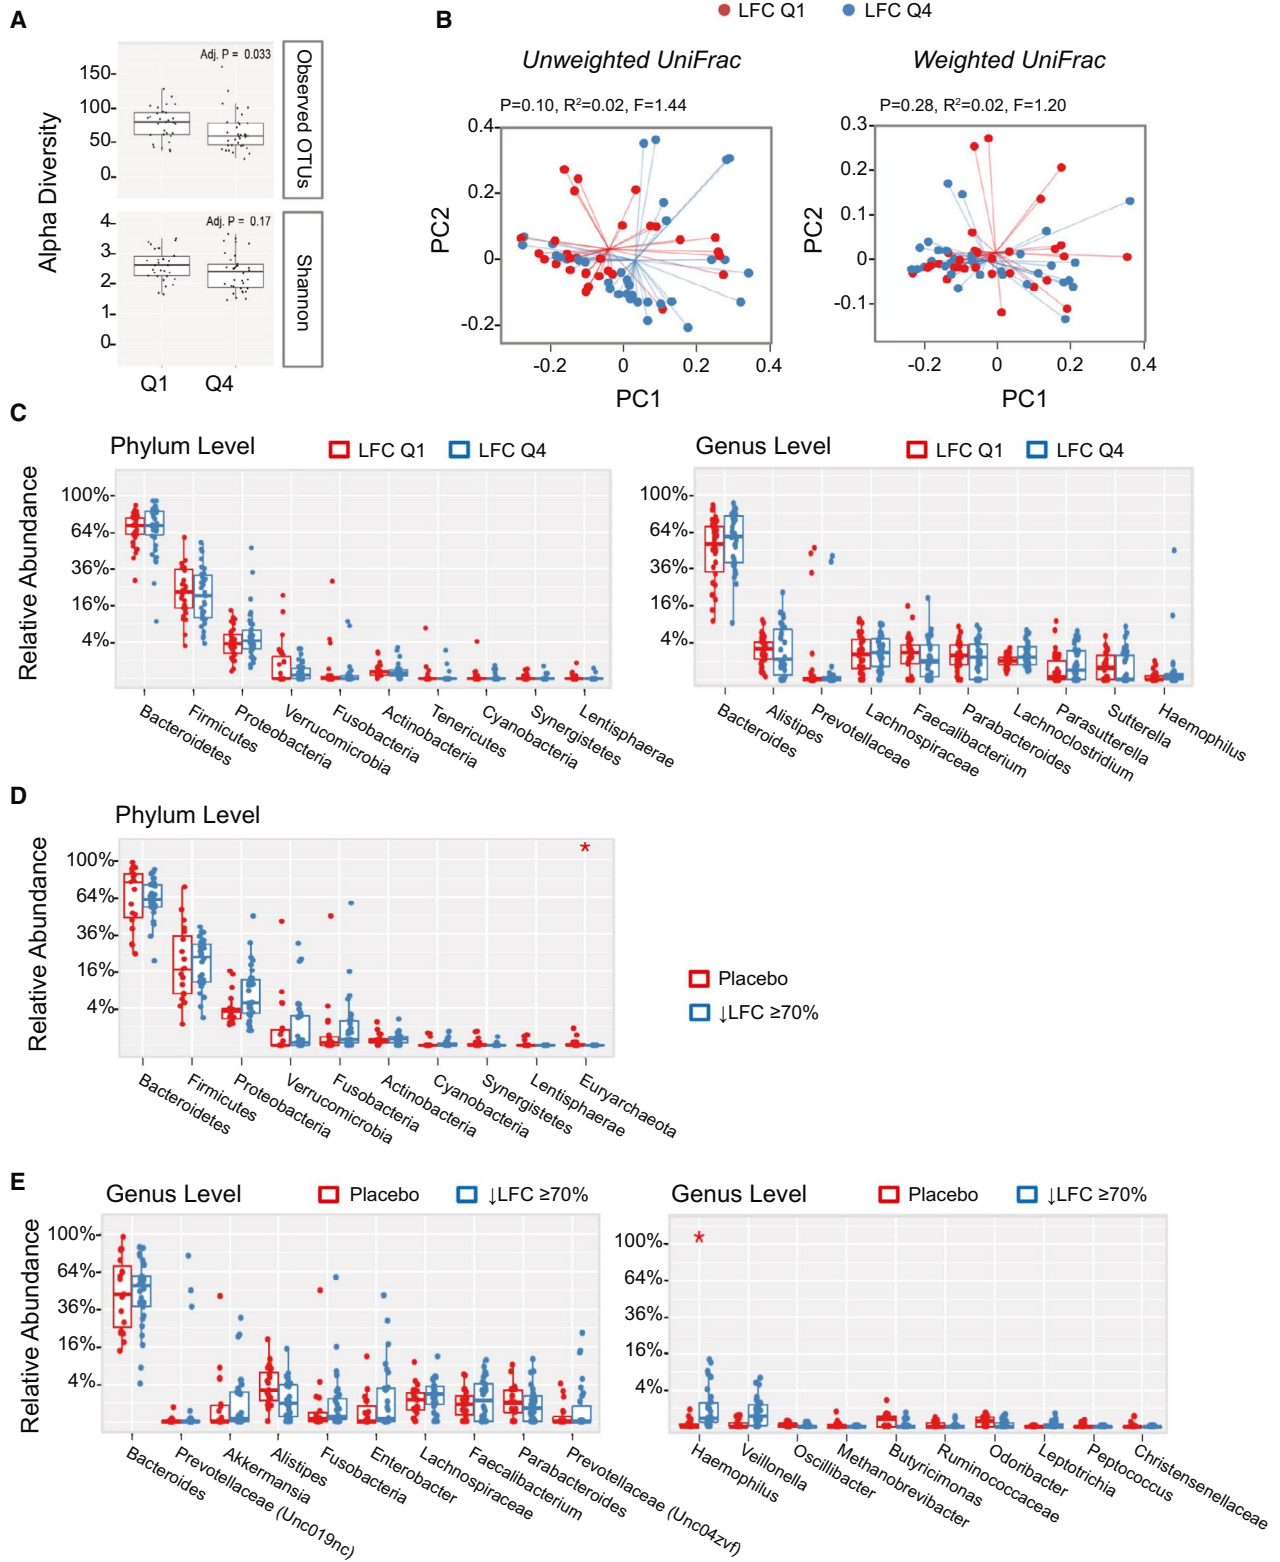 A
Adj. P = 0.033
150
100
50
0
Observed OTUs
Adj. P = 0.17
4
3
2
1
0
Shannon
Alpha Diversity
Q1 Q4
B
LFC Q1 LFC Q4
Unweighted UniFrac
P=0.10, R²=0.02, F=1.44
0.4
0.2
0
-0.2
PC2
-0.2 0 0.2 0.4
PC1
Weighted UniFrac
P=0.28, R²=0.02, F=1.20
0.3
0.2
0.1
0
-0.1
PC2
-0.2 0 0.2 0.4
PC1
C
Phylum Level LFC Q1 LFC Q4
Relative Abundance
100%
64%
36%
16%
4%
Bacteroidetes
Firmicutes
Proteobacteria
Verrucomicrobia
Fusobacteria
Actinobacteria
Tenericutes
Cyanobacteria
Synergistetes
Lentisphaerae
Genus Level LFC Q1 LFC Q4
100%
64%
36%
16%
4%
Bacteroides
Alistipes
Prevotellaceae
Lachnospiraceae
Faecalibacterium
Parabacteroides
Lachnoclostridium
Parasutterella
Sutterella
Haemophilus
D
Phylum Level
Relative Abundance
100%
64%
36%
16%
4%
*
Bacteroidetes
Firmicutes
Proteobacteria
Verrucomicrobia
Fusobacteria
Actinobacteria
Cyanobacteria
Synergistetes
Lentisphaerae
Euryarchaeota
Placebo
↓LFC ≥70%
E
Genus Level Placebo ↓LFC ≥70%
Relative Abundance
100%
64%
36%
16%
4%
Bacteroides
Prevotellaceae (Unc019nc)
Akkermansia
Alistipes
Fusobacteria
Enterobacter
Lachnospiraceae
Faecalibacterium
Parabacteroides
Prevotellaceae (Unc04zvf)
Genus Level Placebo ↓LFC ≥70%
100%
64%
36%
16%
4%
*
Haemophilus
Veillonella
Oscillibacter
Methanobrevibacter
Butyricimonas
Ruminococcaceae
Odoribacter
Leptotrichia
Peptococcus
Christensenellaceae